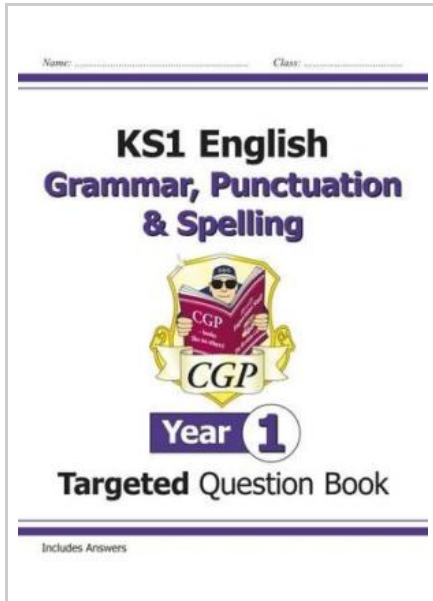 Name: ........................................................ Class: ................................
KS1 English
Grammar, Punctuation
& Spelling
CGP
CGP
Year 1
Targeted Question Book
Includes Answers